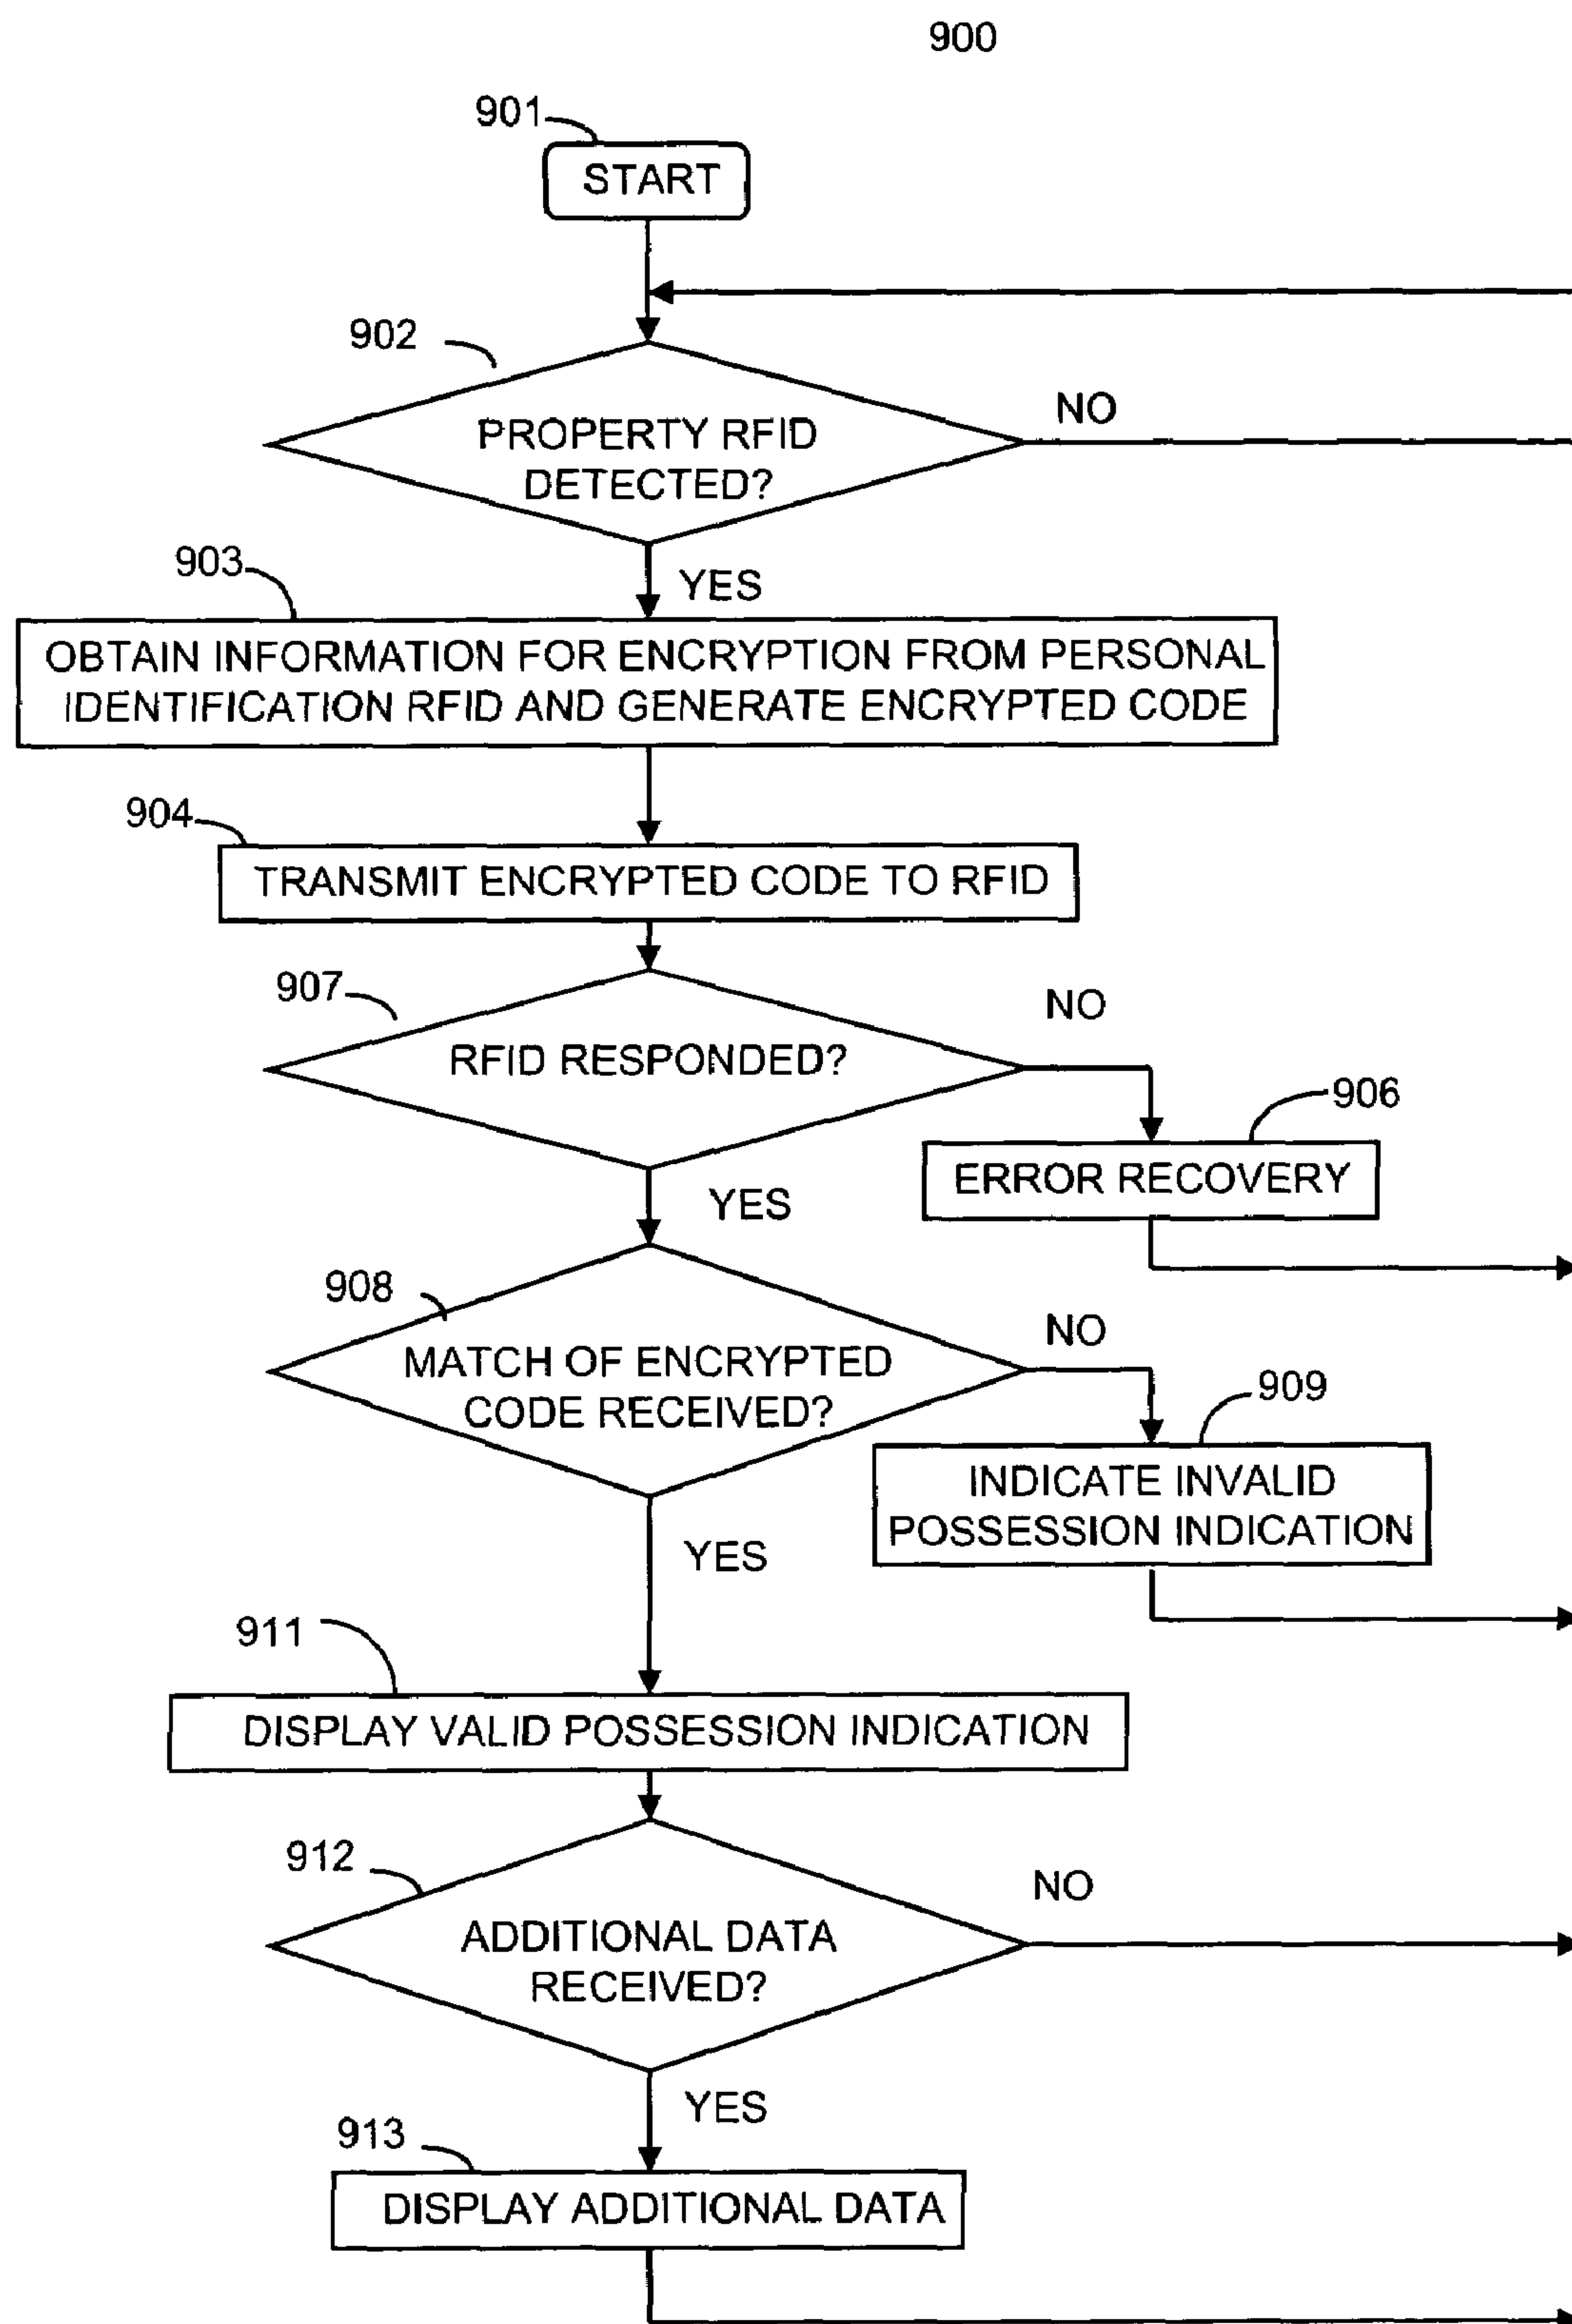 900
901
START
902
PROPERTY RFID
DETECTED?
NO
YES
903
OBTAIN INFORMATION FOR ENCRYPTION FROM PERSONAL
IDENTIFICATION RFID AND GENERATE ENCRYPTED CODE
904
TRANSMIT ENCRYPTED CODE TO RFID
907
RFID RESPONDED?
NO
906
ERROR RECOVERY
YES
908
MATCH OF ENCRYPTED
CODE RECEIVED?
NO
909
INDICATE INVALID
POSSESSION INDICATION
YES
911
DISPLAY VALID POSSESSION INDICATION
912
ADDITIONAL DATA
RECEIVED?
NO
YES
913
DISPLAY ADDITIONAL DATA